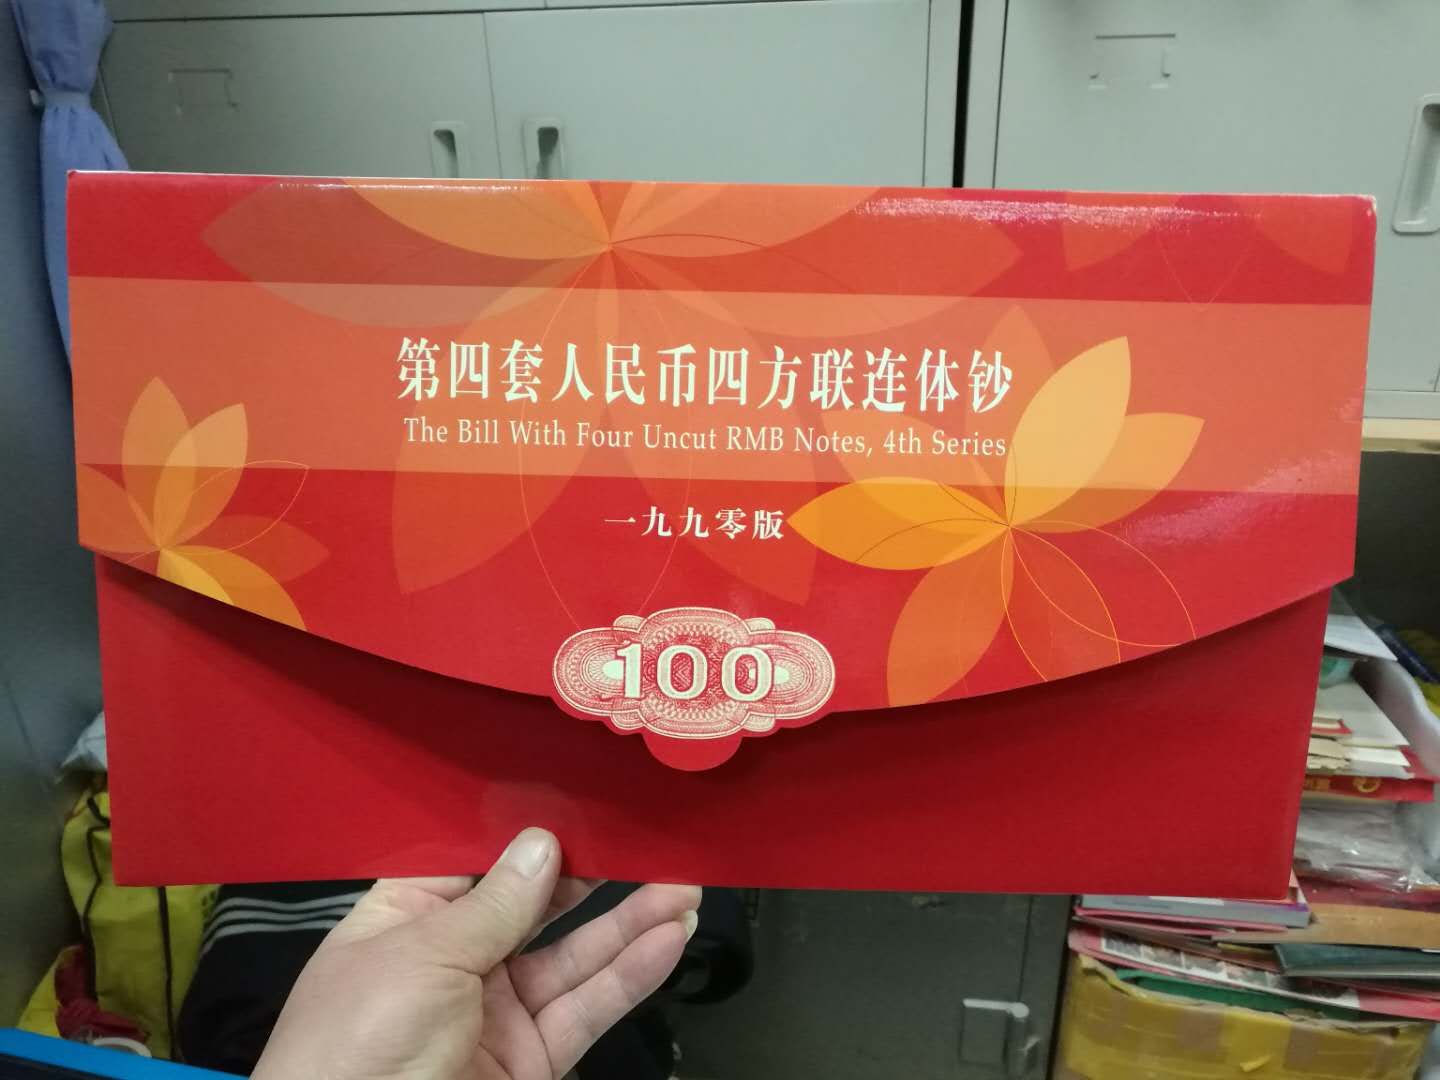 第四套人民币四方联连体钞
The Bill With Four Uncut RMB Notes, 4th Series
一九九零版
100